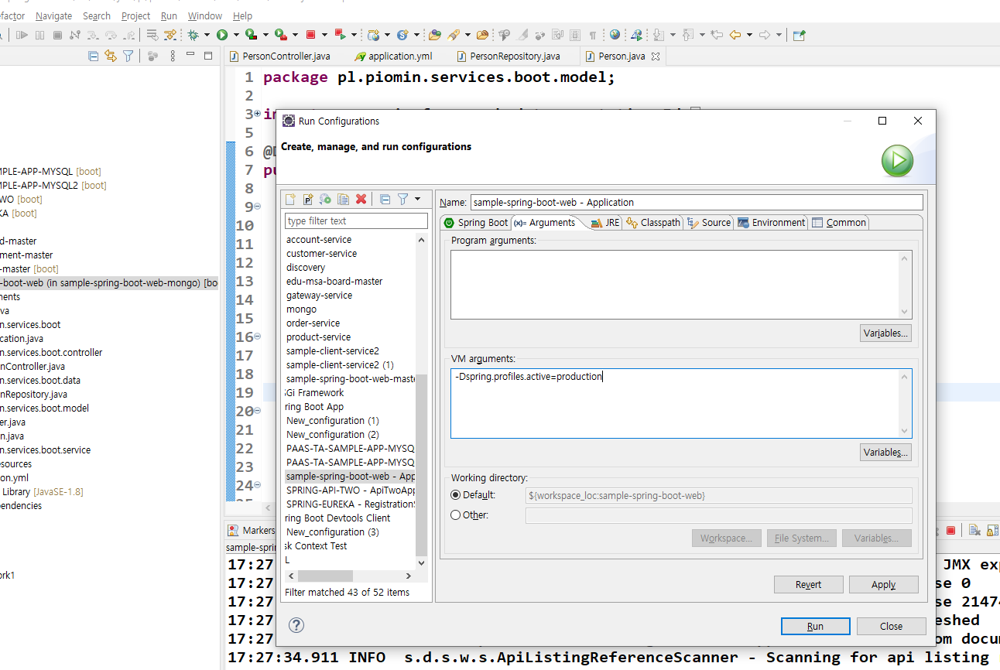 efactor Navigate Search Project Run Window Help
PersonController.java application.yml PersonRepository.java Person.java
1 package pl.piomin.services.boot.model;
2
3
5
6
7
8
9
10
11
12
13
14
15
16
17
18
19
20
21
22
23
24
MPLE-APP-MYSQL [boot]
MPLE-APP-MYSQL2 [boot]
WO [boot]
KA [boot]
d-master
ment-master
-master [boot]
-boot-web (in sample-spring-boot-web-mongo) [bo
nents
va
n.services.boot
cation.java
n.services.boot.controller
nController.java
n.services.boot.data
nRepository.java
n.services.boot.model
er.java
n.java
n.services.boot.service
sources
on.yml
Library [JavaSE-1.8]
pendencies
ork1
Run Configurations
Create, manage, and run configurations
type filter text
account-service
customer-service
discovery
edu-msa-board-master
gateway-service
mongo
order-service
product-service
sample-client-service2
sample-client-service2 (1)
sample-spring-boot-web-maste
Gi Framework
ring Boot App
New_configuration (1)
New_configuration (2)
PAAS-TA-SAMPLE-APP-MYSQ
PAAS-TA-SAMPLE-APP-MYSQ
sample-spring-boot-web - App
SPRING-API-TWO - ApiTwoApp
SPRING-EUREKA - RegistrationS
ring Boot Devtools Client
New_configuration (3)
sk Context Test
L
Filter matched 43 of 52 items
Name: sample-spring-boot-web - Application
Spring Boot (x)= Arguments JRE Classpath Source Environment Common
Program arguments:
Variables...
VM arguments:
-Dspring.profiles.active=production
Variables...
Working directory:
Default: ${workspace_loc:sample-spring-boot-web}
Other:
Workspace... File System... Variables...
Revert Apply
Run Close
Markers
sample-sprin
17:27 JMX exp
17:27 se 0
17:27 se 21474
17:27 eshed
17:27 om docu
17:27:34.911 INFO s.d.s.w.s.ApiListingReferenceScanner - Scanning for api listing